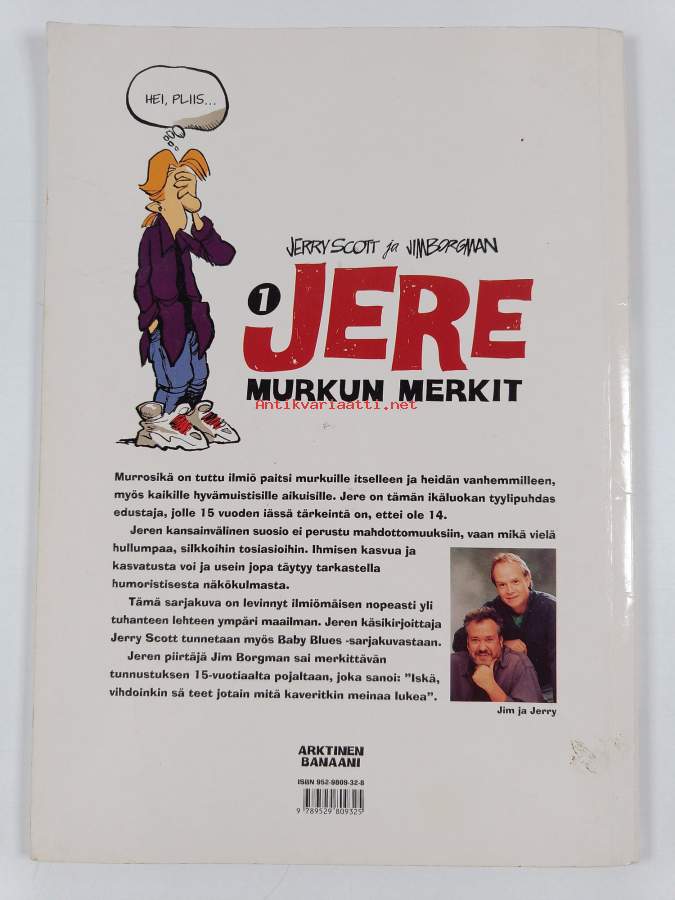 HEI, PLIIS...
JERRY SCOTT ja JIM BORGMAN
1 JERE
MURKUN MERKIT
Antikvariaatti.net
Murrosikä on tuttu ilmiö paitsi murkuille itselleen ja heidän vanhemmilleen,
myös kaikille hyvämuistisille aikuisille. Jere on tämän ikäluokan tyylipuhdas
edustaja, jolle 15 vuoden iässä tärkeintä on, ettei ole 14.
Jeren kansainvälinen suosio ei perustu mahdottomuuksiin, vaan mikä vielä
hullumpaa, silkkoihin tosiasioihin. Ihmisen kasvua ja
kasvatusta voi ja usein jopa täytyy tarkastella
humoristisesta näkökulmasta.
Tämä sarjakuva on levinnyt ilmiömäisen nopeasti yli
tuhanteen lehteen ympäri maailman. Jeren käsikirjoittaja
Jerry Scott tunnetaan myös Baby Blues -sarjakuvastaan.
Jeren piirtäjä Jim Borgman sai merkittävän
tunnustuksen 15-vuotiaalta pojaltaan, joka sanoi: ”Iskä,
vihdoinkin sä teet jotain mitä kaveritkin meinaa lukea”.
Jim ja Jerry
ARKTINEN
BANAANI
ISBN 952-9809-32-8
9 789529 809325